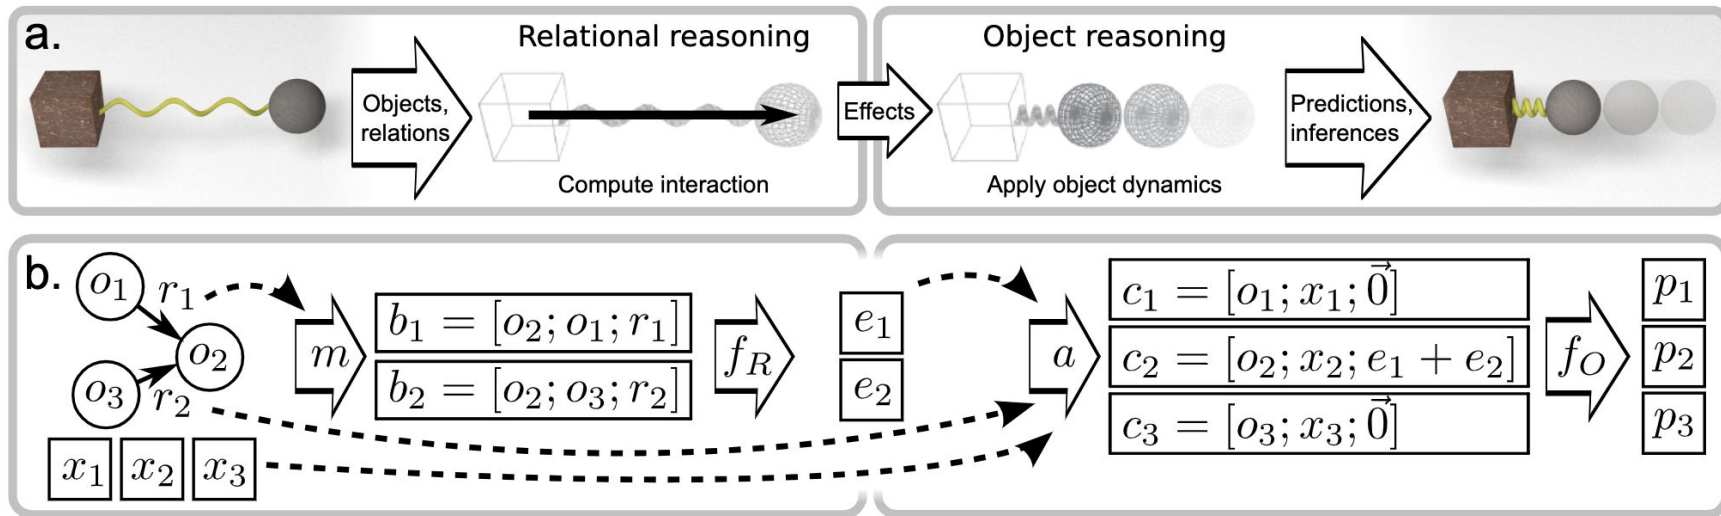 a.
Relational reasoning
Object reasoning
Objects,
relations
Effects
Predictions,
inferences
Compute interaction
Apply object dynamics
b.
o₁
r₁
o₂
o₃
r₂
x₁ x₂ x₃
m
b₁ = [o₂; o₁; r₁]
b₂ = [o₂; o₃; r₂]
f_R
e₁
e₂
a
c₁ = [o₁; x₁; 0⃗]
c₂ = [o₂; x₂; e₁ + e₂]
c₃ = [o₃; x₃; 0⃗]
f_O
p₁
p₂
p₃